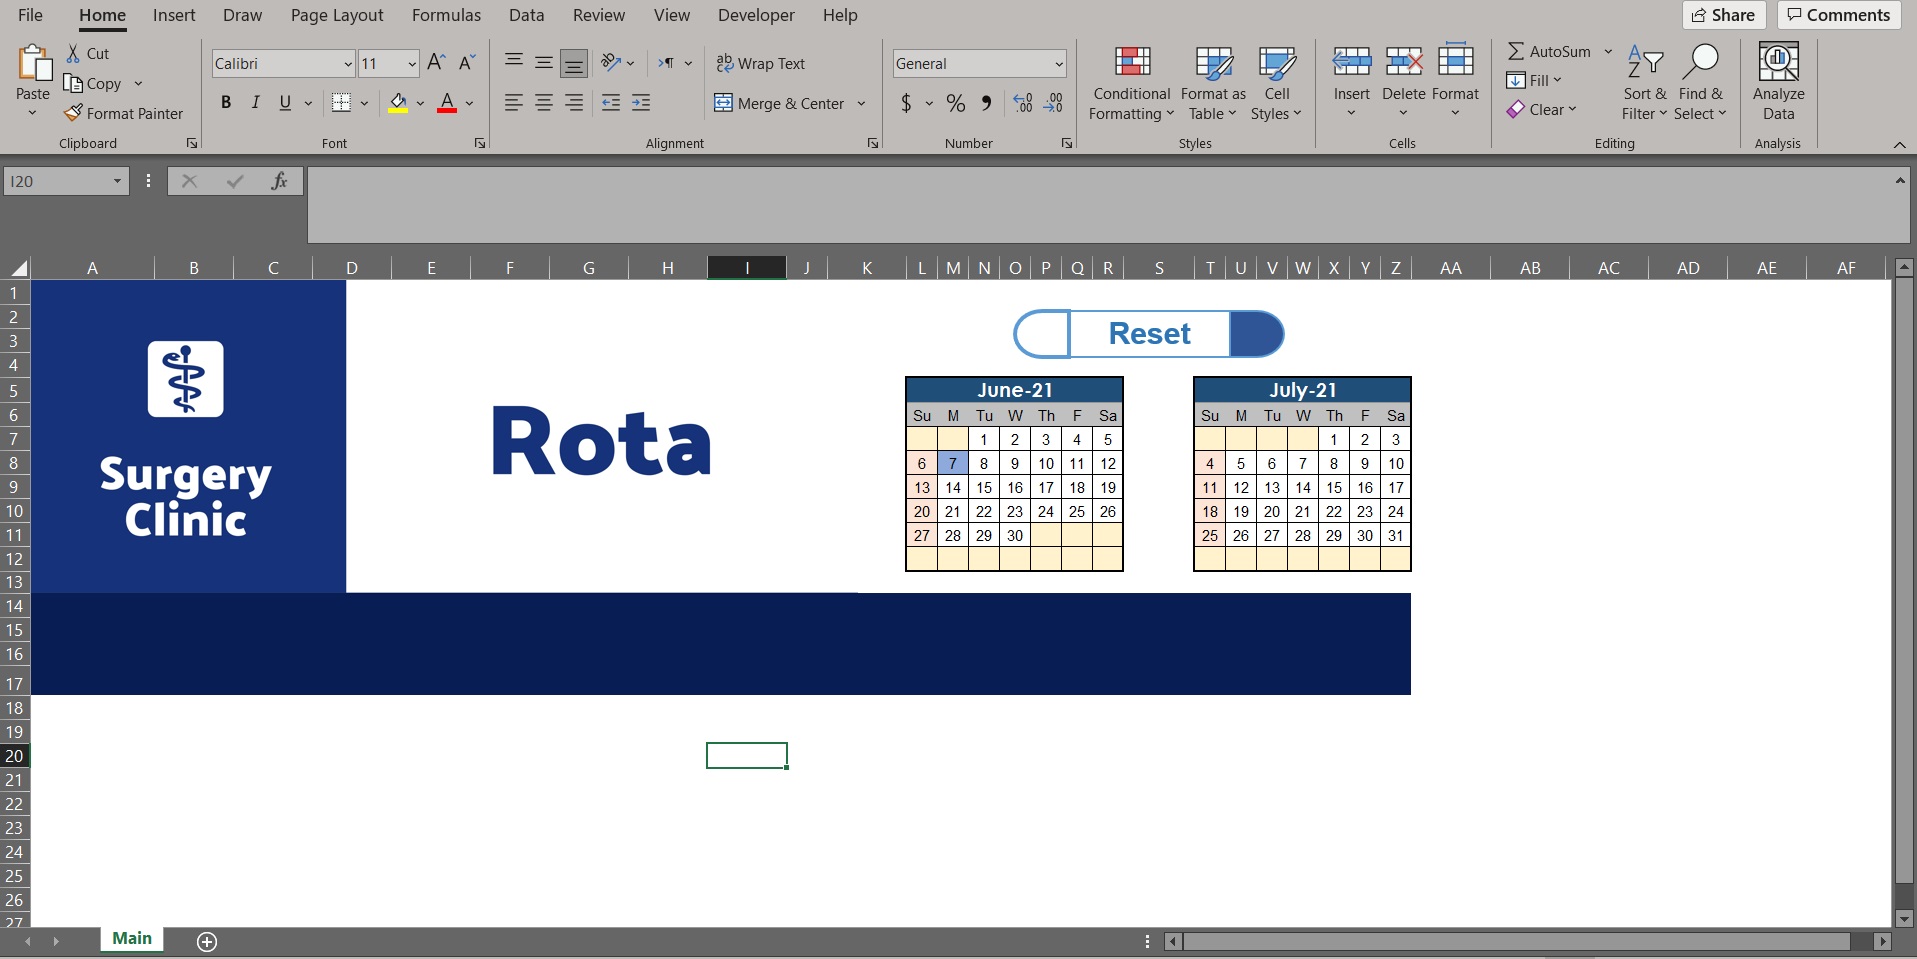 File Home Insert Draw Page Layout Formulas Data Review View Developer Help Share Comments
Paste
Cut
Copy
Format Painter
Clipboard
Calibri 11
B I U
Font
ab Wrap Text
Merge & Center
Alignment
General
$ % 9 .00 .00
Number
Conditional Formatting
Format as Table
Cell Styles
Styles
Insert Delete Format
Cells
AutoSum
Fill
Clear
Sort & Filter
Find & Select
Editing
Analyze Data
Analysis
I20 fx
A B C D E F G H I J K L M N O P Q R S T U V W X Y Z AA AB AC AD AE AF
1
2
3
4
5
6
7
8
9
10
11
12
13
14
15
16
17
18
19
20
21
22
23
24
25
26
27
Surgery
Clinic
Rota
Reset
June-21
Su M Tu W Th F Sa
1 2 3 4 5
6 7 8 9 10 11 12
13 14 15 16 17 18 19
20 21 22 23 24 25 26
27 28 29 30
July-21
Su M Tu W Th F Sa
1 2 3
4 5 6 7 8 9 10
11 12 13 14 15 16 17
18 19 20 21 22 23 24
25 26 27 28 29 30 31
Main